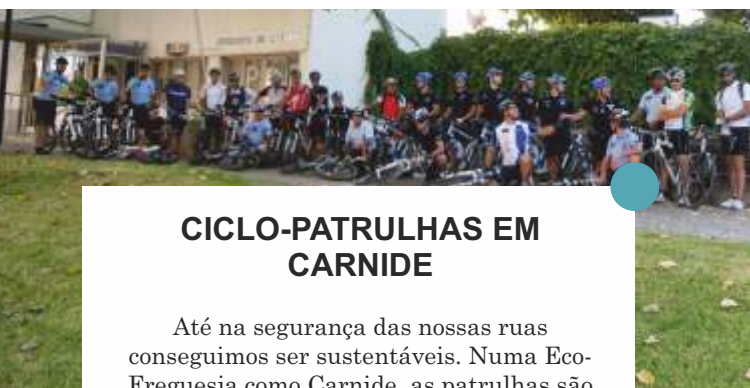 CICLO-PATRULHAS EM
CARNIDE
Até na segurança das nossas ruas
conseguimos ser sustentáveis. Numa Eco-
Freguesia como Carnide, as patrulhas são